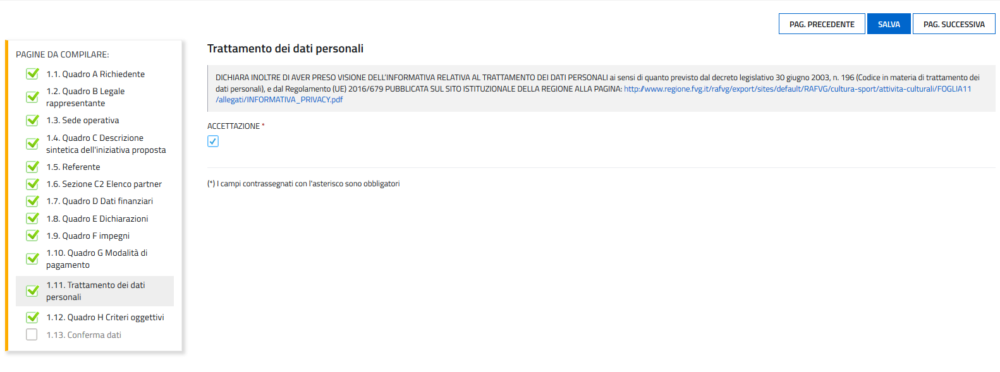 PAG. PRECEDENTE
SALVA
PAG. SUCCESSIVA
PAGINE DA COMPILARE:
1.1. Quadro A Richiedente
1.2. Quadro B Legale
rappresentante
1.3. Sede operativa
1.4. Quadro C Descrizione
sintetica dell'iniziativa proposta
1.5. Referente
1.6. Sezione C2 Elenco partner
1.7. Quadro D Dati finanziari
1.8. Quadro E Dichiarazioni
1.9. Quadro F impegni
1.10. Quadro G Modalità di
pagamento
1.11. Trattamento dei dati
personali
1.12. Quadro H Criteri oggettivi
1.13. Conferma dati
Trattamento dei dati personali
DICHIARA INOLTRE DI AVER PRESO VISIONE DELL'INFORMATIVA RELATIVA AL TRATTAMENTO DEI DATI PERSONALI ai sensi di quanto previsto dal decreto legislativo 30 giugno 2003, n. 196 (Codice in materia di trattamento dei
dati personali), e dal Regolamento (UE) 2016/679 PUBBLICATA SUL SITO ISTITUZIONALE DELLA REGIONE ALLA PAGINA: http://www.regione.fvg.it/rafvg/export/sites/default/RAFVG/cultura-sport/attivita-culturali/FOGLIA11
/allegati/INFORMATIVA_PRIVACY.pdf
ACCETTAZIONE *
(*) I campi contrassegnati con l'asterisco sono obbligatori